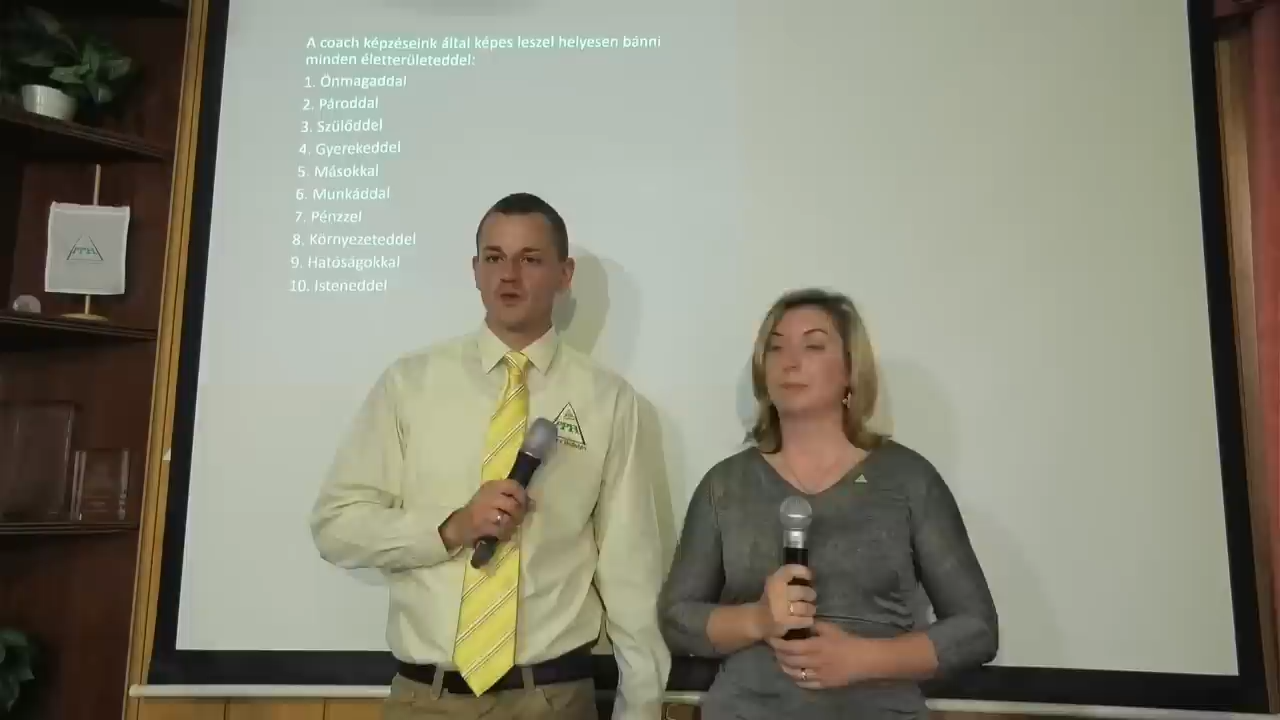 A coach képzéseink által képes leszel helyesen bánni
minden életterületeddel:
1. Önmagaddal
2. Pároddal
3. Szülőddel
4. Gyerekeddel
5. Másokkal
6. Munkáddal
7. Pénzzel
8. Környezeteddel
9. Hatóságokkal
10. Isteneddel